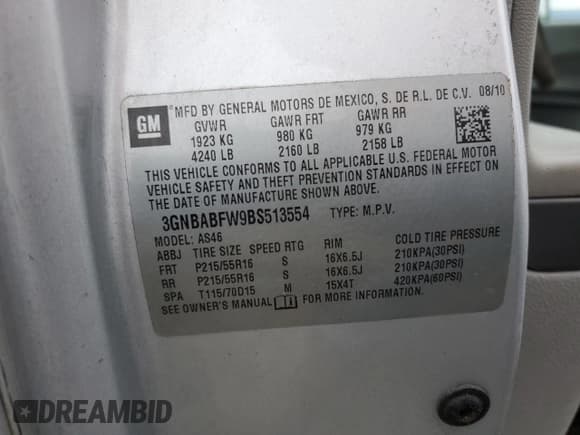 GM
MFD BY GENERAL MOTORS DE MEXICO, S. DE R.L. DE C.V. 08/10
GVWR GAWR FRT GAWR RR
1923 KG 980 KG 979 KG
4240 LB 2160 LB 2158 LB
THIS VEHICLE CONFORMS TO ALL APPLICABLE U.S. FEDERAL MOTOR
VEHICLE SAFETY AND THEFT PREVENTION STANDARDS IN EFFECT ON
THE DATE OF MANUFACTURE SHOWN ABOVE.
3GNBABFW9BS513554 TYPE: M.P.V.
MODEL: AS46
ABBJ TIRE SIZE SPEED RTG RIM COLD TIRE PRESSURE
FRT P215/55R16 S 16X6.5J 210KPA(30PSI)
RR P215/55R16 S 16X6.5J 210KPA(30PSI)
SPA T115/70D15 M 15X4T 420KPA(60PSI)
SEE OWNER'S MANUAL FOR MORE INFORMATION.
DREAMBID